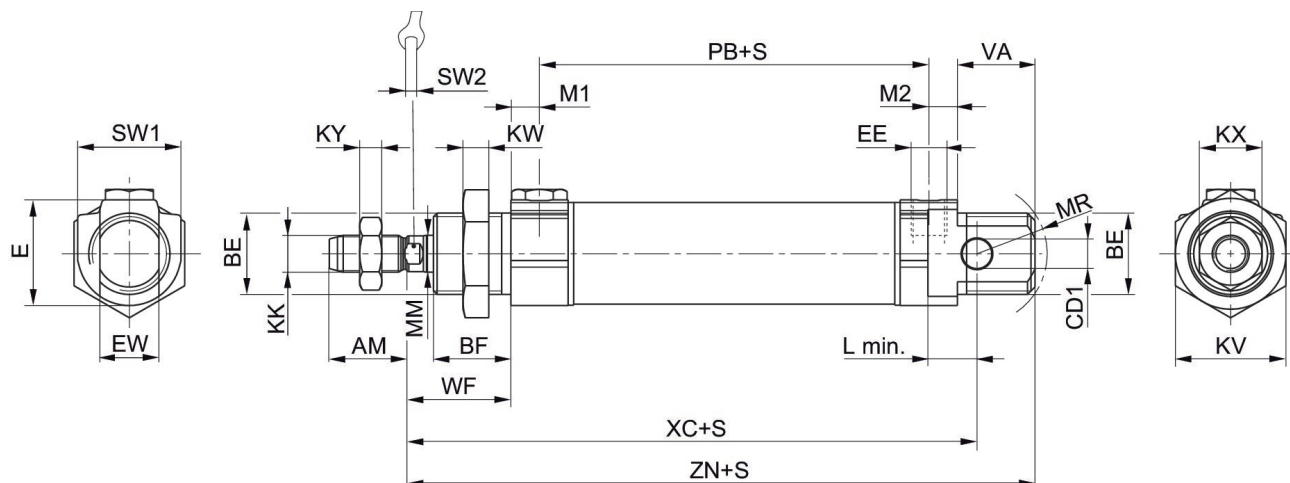 PB+S
VA
SW2
M1
M2
SW1
KY
KW
EE
KX
MR
E
BE
BE
CD1
KK
MM
EW
AM
BF
L min.
KV
WF
XC+S
ZN+S